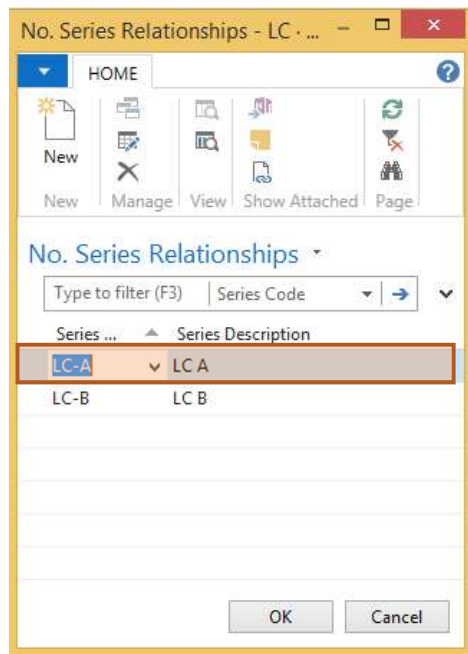 No. Series Relationships - LC · ...
HOME
New
New Manage View Show Attached Page
No. Series Relationships
Type to filter (F3) Series Code
Series ... Series Description
LC-A LC A
LC-B LC B
OK Cancel